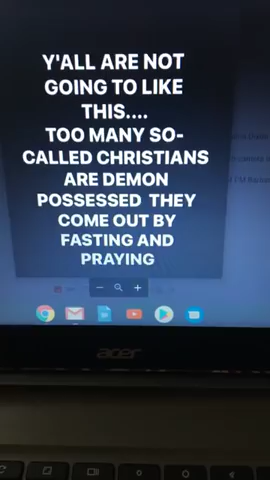 Y'ALL ARE NOT
GOING TO LIKE
THIS....
TOO MANY SO-
CALLED CHRISTIANS
ARE DEMON
POSSESSED THEY
COME OUT BY
FASTING AND
PRAYING
acer